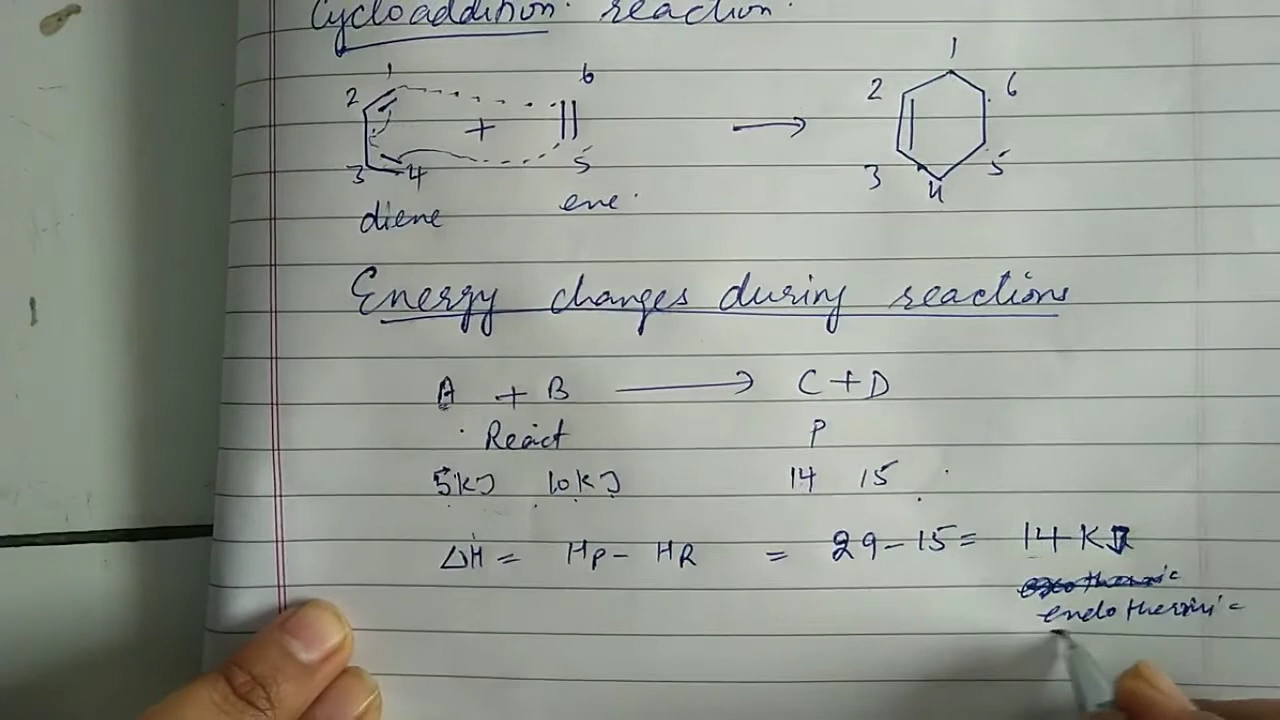 Cycloaddition reaction.
1 6 1
2 + || → 2 6
3 4 5 3 5
4
diene ene
Energy changes during reactions
A + B → C + D
React P
5KJ 10KJ 14 15
ΔH = HP - HR = 29 - 15 = 14 KJ
endothermic